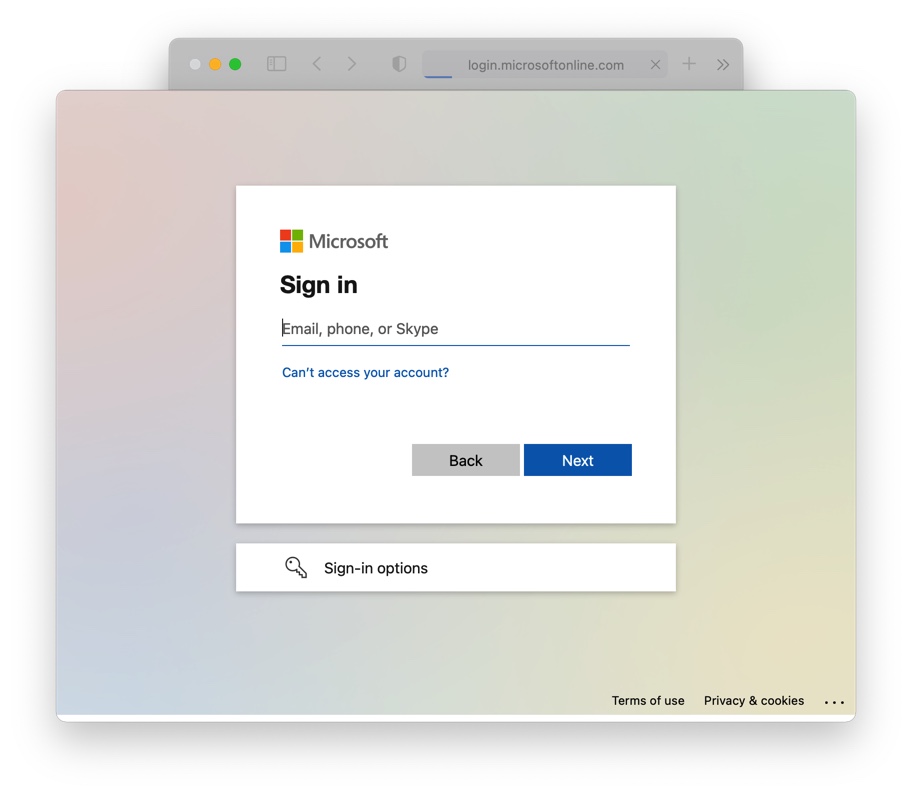 login.microsoftonline.com
Microsoft
Sign in
Email, phone, or Skype
Can’t access your account?
Back Next
Sign-in options
Terms of use Privacy & cookies ...